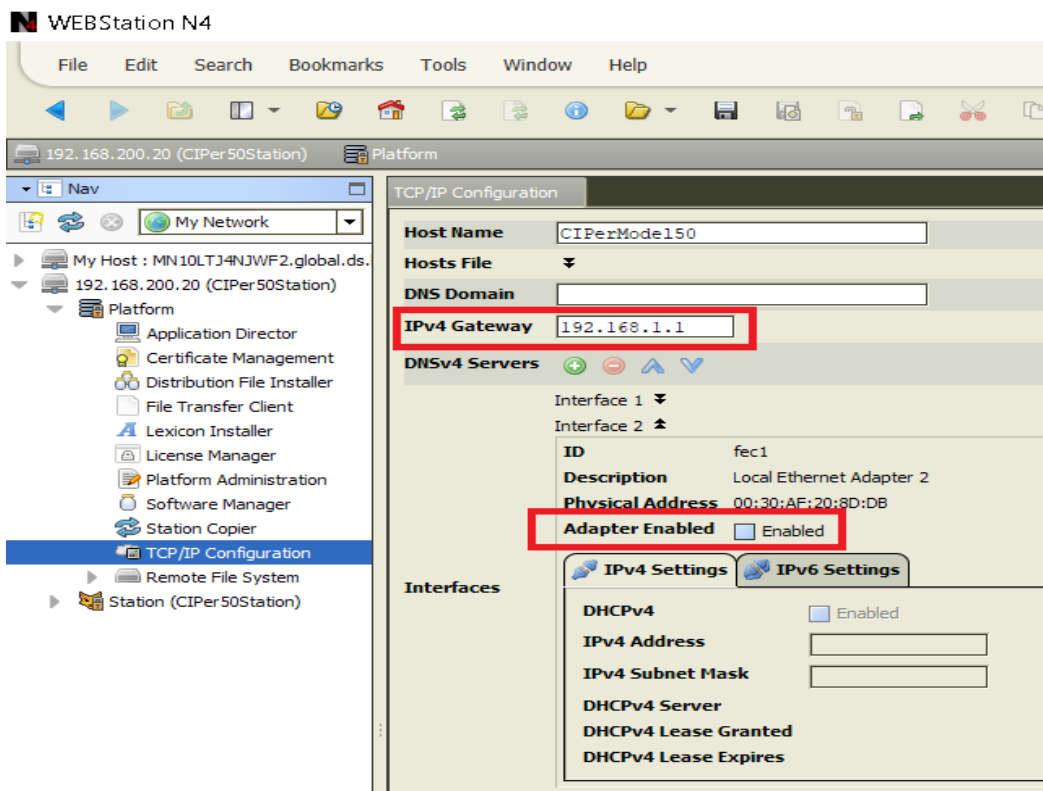 WEBStation N4
File Edit Search Bookmarks Tools Window Help
192.168.200.20 (CIPer50Station) Platform
Nav
My Network
My Host : MN10LTJ4NJWF2.global.ds.
192.168.200.20 (CIPer50Station)
Platform
Application Director
Certificate Management
Distribution File Installer
File Transfer Client
Lexicon Installer
License Manager
Platform Administration
Software Manager
Station Copier
TCP/IP Configuration
Remote File System
Station (CIPer50Station)
TCP/IP Configuration
Host Name CIPerModel50
Hosts File
DNS Domain
IPv4 Gateway 192.168.1.1
DNSv4 Servers
Interfaces
Interface 1
Interface 2
ID fec1
Description Local Ethernet Adapter 2
Physical Address 00:30:AF:20:8D:DB
Adapter Enabled Enabled
IPv4 Settings IPv6 Settings
DHCPv4 Enabled
IPv4 Address
IPv4 Subnet Mask
DHCPv4 Server
DHCPv4 Lease Granted
DHCPv4 Lease Expires